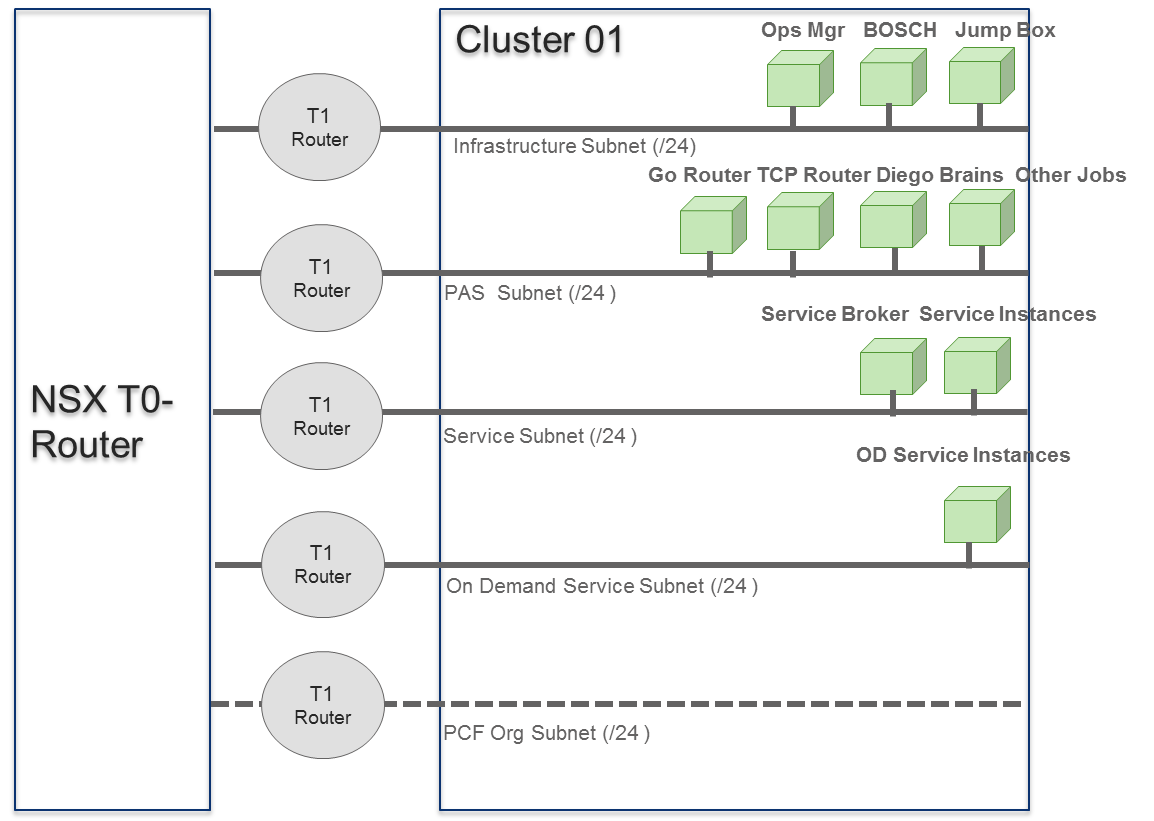 Cluster 01
Ops Mgr BOSCH Jump Box
T1
Router
Infrastructure Subnet (/24)
Go Router TCP Router Diego Brains Other Jobs
T1
Router
PAS Subnet (/24 )
Service Broker Service Instances
NSX T0-
Router
T1
Router
Service Subnet (/24 )
OD Service Instances
T1
Router
On Demand Service Subnet (/24 )
T1
Router
PCF Org Subnet (/24 )